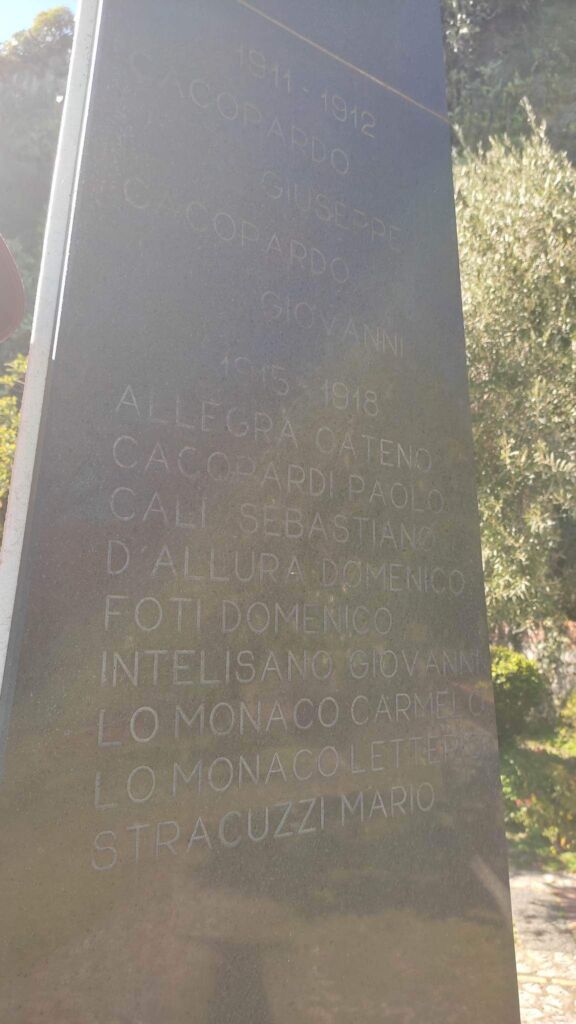 1911 - 1912
CACOPARDO
GIUSEPPE
CACOPARDO
GIOVANNI
1915 - 1918
ALLEGRA CATENO
CACOPARDI PAOLO
CALI' SEBASTIANO
D'ALLURA DOMENICO
FOTI DOMENICO
INTELISANO GIOVANNI
LO MONACO CARMELO
LO MONACO LETTERIO
STRACUZZI MARIO